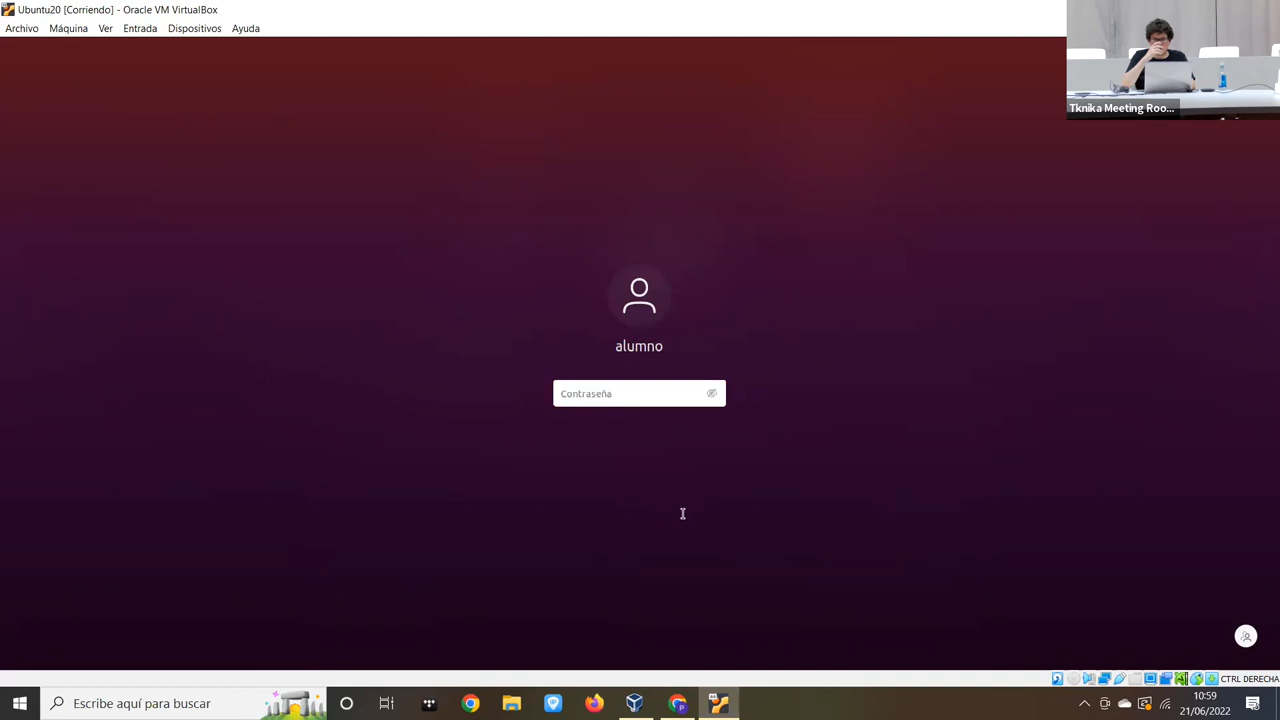 Ubuntu20 [Corriendo] - Oracle VM VirtualBox
Archivo Máquina Ver Entrada Dispositivos Ayuda
Tknika Meeting Roo...
alumno
Contraseña
CTRL DERECHA
Escribe aquí para buscar
10:59
21/06/2022